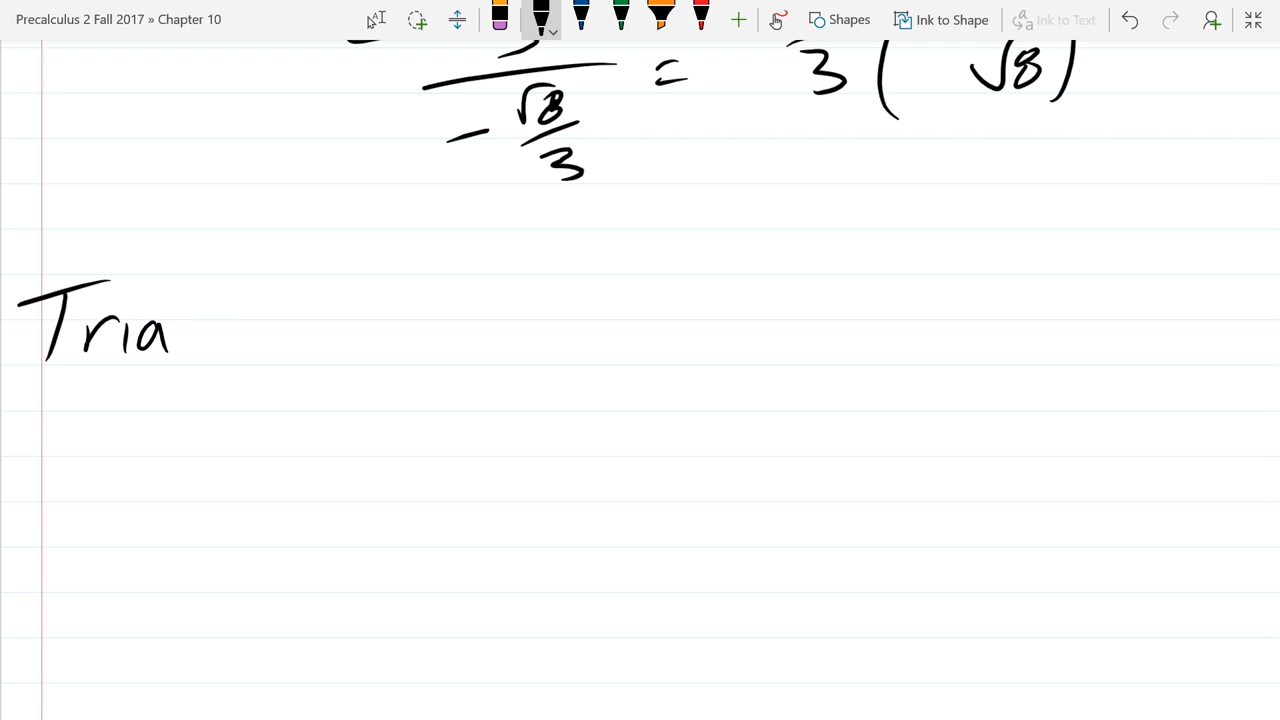 Precalculus 2 Fall 2017 » Chapter 10
Shapes
Ink to Shape
Ink to Text
= 3 ( √8 )
- √8/3
Tria